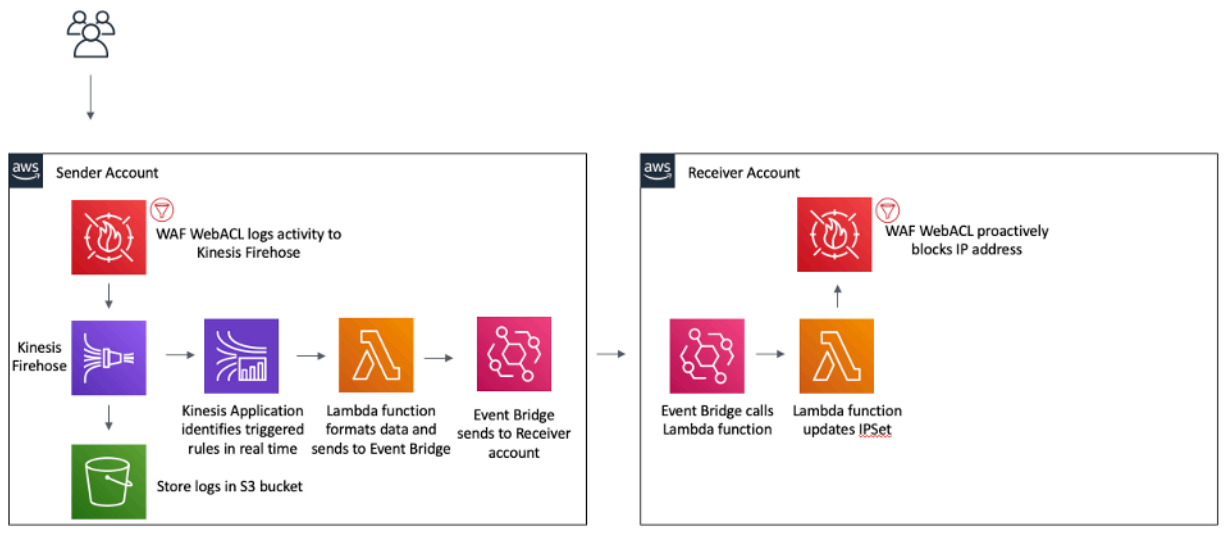 aws
Sender Account
WAF WebACL logs activity to
Kinesis Firehose
Kinesis
Firehose
Kinesis Application
identifies triggered
rules in real time
Lambda function
formats data and
sends to Event Bridge
Event Bridge
sends to Receiver
account
Store logs in S3 bucket
aws
Receiver Account
WAF WebACL proactively
blocks IP address
Event Bridge calls
Lambda function
Lambda function
updates IPSet